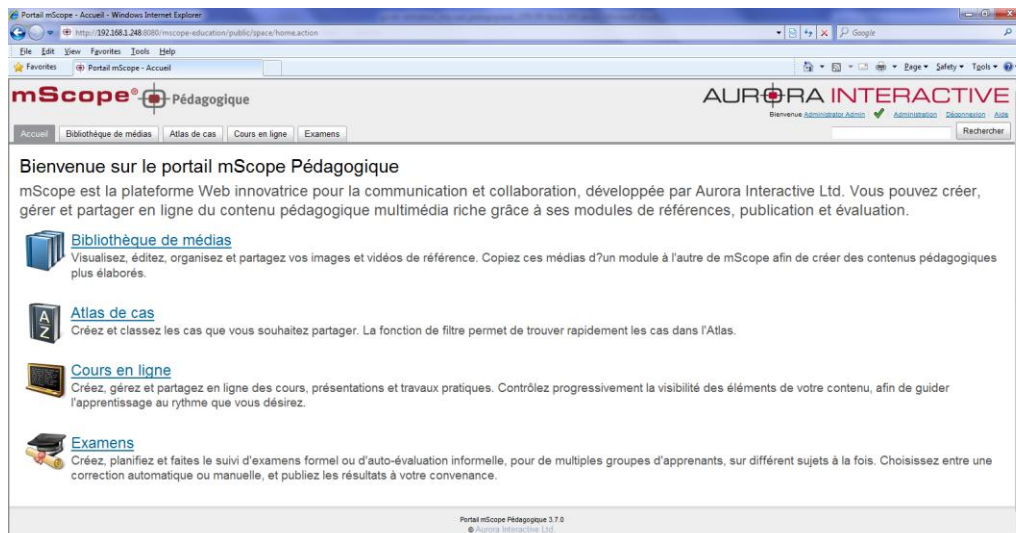 Portail mScope - Accueil - Windows Internet Explorer
http://192.168.1.248:8080/mscope-education/public/space/home.action
Google
File Edit View Favorites Tools Help
Favorites Portail mScope - Accueil
Page Safety Tools
mScope® Pédagogique
AURORA INTERACTIVE
Bienvenue Administrator Admin Administration Déconnexion Aide
Accueil Bibliothèque de médias Atlas de cas Cours en ligne Examens
Rechercher
Bienvenue sur le portail mScope Pédagogique
mScope est la plateforme Web innovatrice pour la communication et collaboration, développée par Aurora Interactive Ltd. Vous pouvez créer,
gérer et partager en ligne du contenu pédagogique multimédia riche grâce à ses modules de références, publication et évaluation.
Bibliothèque de médias
Visualisez, éditez, organisez et partagez vos images et vidéos de référence. Copiez ces médias d?un module à l'autre de mScope afin de créer des contenus pédagogiques
plus élaborés.
A
Z
Atlas de cas
Créez et classez les cas que vous souhaitez partager. La fonction de filtre permet de trouver rapidement les cas dans l'Atlas.
Cours en ligne
Créez, gérez et partagez en ligne des cours, présentations et travaux pratiques. Contrôlez progressivement la visibilité des éléments de votre contenu, afin de guider
l'apprentissage au rythme que vous désirez.
Examens
Créez, planifiez et faites le suivi d'examens formel ou d'auto-évaluation informelle, pour de multiples groupes d'apprenants, sur différent sujets à la fois. Choisissez entre une
correction automatique ou manuelle, et publiez les résultats à votre convenance.
Portail mScope Pédagogique 3.7.0
© Aurora Interactive Ltd.